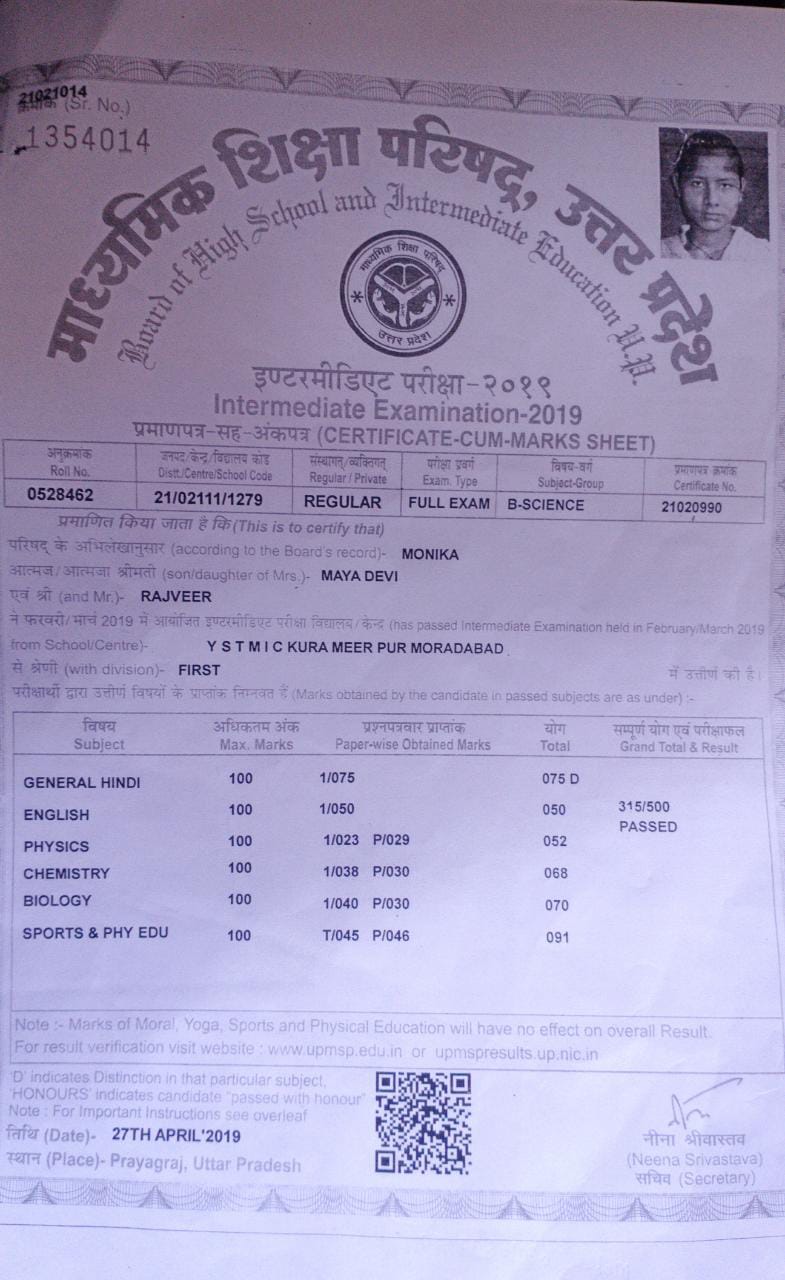 21021014
क्रमांक (Sr. No.)
1354014
माध्यमिक शिक्षा परिषद्, उत्तर प्रदेश
Board of High School and Intermediate Education U.P.
माध्यमिक शिक्षा परिषद
उत्तर प्रदेश
इण्टरमीडिएट परीक्षा-२०१९
Intermediate Examination-2019
प्रमाणपत्र-सह-अंकपत्र (CERTIFICATE-CUM-MARKS SHEET)
अनुक्रमांक जनपद/केन्द्र/विद्यालय कोड संस्थागत/व्यक्तिगत परीक्षा प्रवर्ग विषय-वर्ग प्रमाणपत्र क्रमांक
Roll No. Distt./Centre/School Code Regular / Private Exam. Type Subject-Group Certificate No.
0528462 21/02111/1279 REGULAR FULL EXAM B-SCIENCE 21020990
प्रमाणित किया जाता है कि (This is to certify that)
परिषद् के अभिलेखानुसार (according to the Board's record)- MONIKA
आत्मज/आत्मजा श्रीमती (son/daughter of Mrs.)- MAYA DEVI
एवं श्री (and Mr.)- RAJVEER
ने फरवरी/मार्च 2019 में आयोजित इण्टरमीडिएट परीक्षा विद्यालय/केन्द्र (has passed Intermediate Examination held in February/March 2019
from School/Centre)- Y S T M I C KURA MEER PUR MORADABAD
से श्रेणी (with division)- FIRST में उत्तीर्ण की है।
परीक्षार्थी द्वारा उत्तीर्ण विषयों के प्राप्तांक निम्नवत हैं (Marks obtained by the candidate in passed subjects are as under) :-
विषय अधिकतम अंक प्रश्नपत्रवार प्राप्तांक योग सम्पूर्ण योग एवं परीक्षाफल
Subject Max. Marks Paper-wise Obtained Marks Total Grand Total & Result
GENERAL HINDI 100 1/075 075 D
ENGLISH 100 1/050 050 315/500
PASSED
PHYSICS 100 1/023 P/029 052
CHEMISTRY 100 1/038 P/030 068
BIOLOGY 100 1/040 P/030 070
SPORTS & PHY EDU 100 T/045 P/046 091
Note :- Marks of Moral, Yoga, Sports and Physical Education will have no effect on overall Result.
For result verification visit website : www.upmsp.edu.in or upmspresults.up.nic.in
'D' indicates Distinction in that particular subject,
'HONOURS' indicates candidate "passed with honour"
Note : For Important Instructions see overleaf
तिथि (Date)- 27TH APRIL'2019
स्थान (Place)- Prayagraj, Uttar Pradesh
नीना श्रीवास्तव
(Neena Srivastava)
सचिव (Secretary)